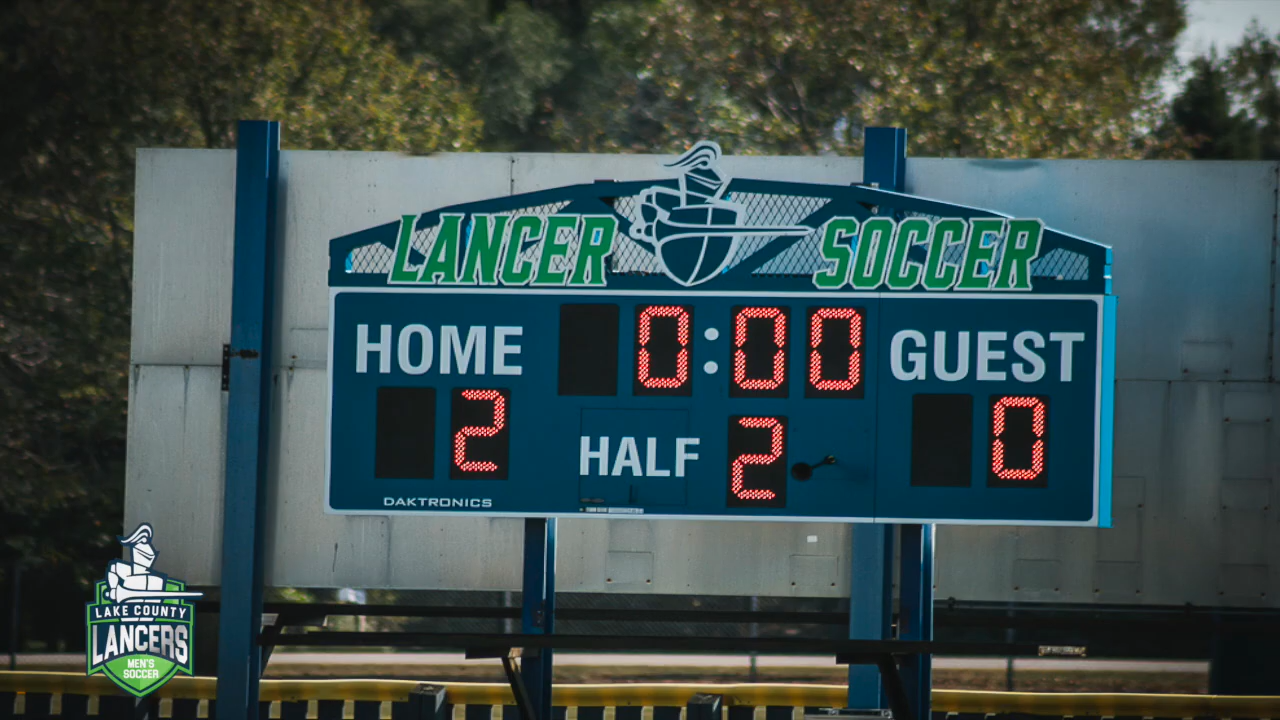 LANCER SOCCER
HOME 0:00 GUEST
2 HALF 2 0
DAKTRONICS
LAKE COUNTY
LANCERS
MEN'S
SOCCER